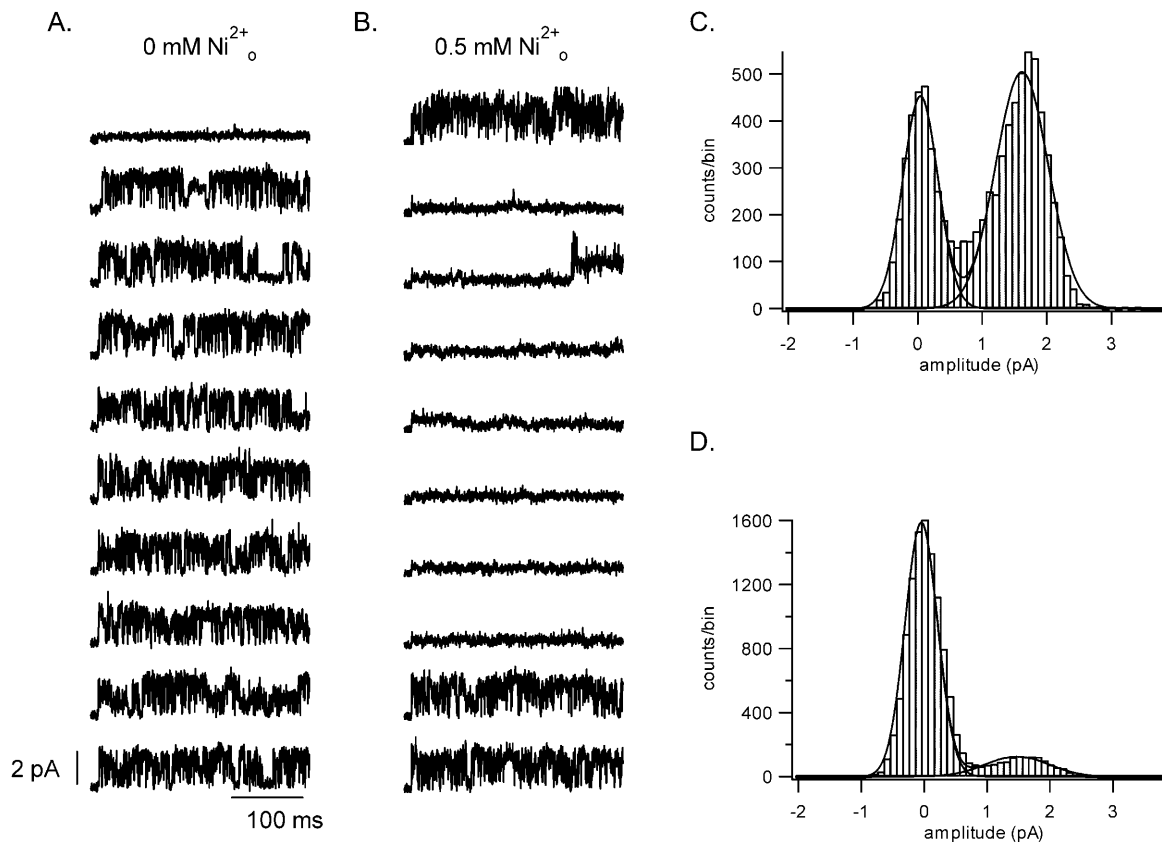 A.
0 mM Ni2+o
2 pA
100 ms
B.
0.5 mM Ni2+o
C.
500
400
300
200
100
0
counts/bin
-2 -1 0 1 2 3
amplitude (pA)
D.
1600
1200
800
400
0
counts/bin
-2 -1 0 1 2 3
amplitude (pA)